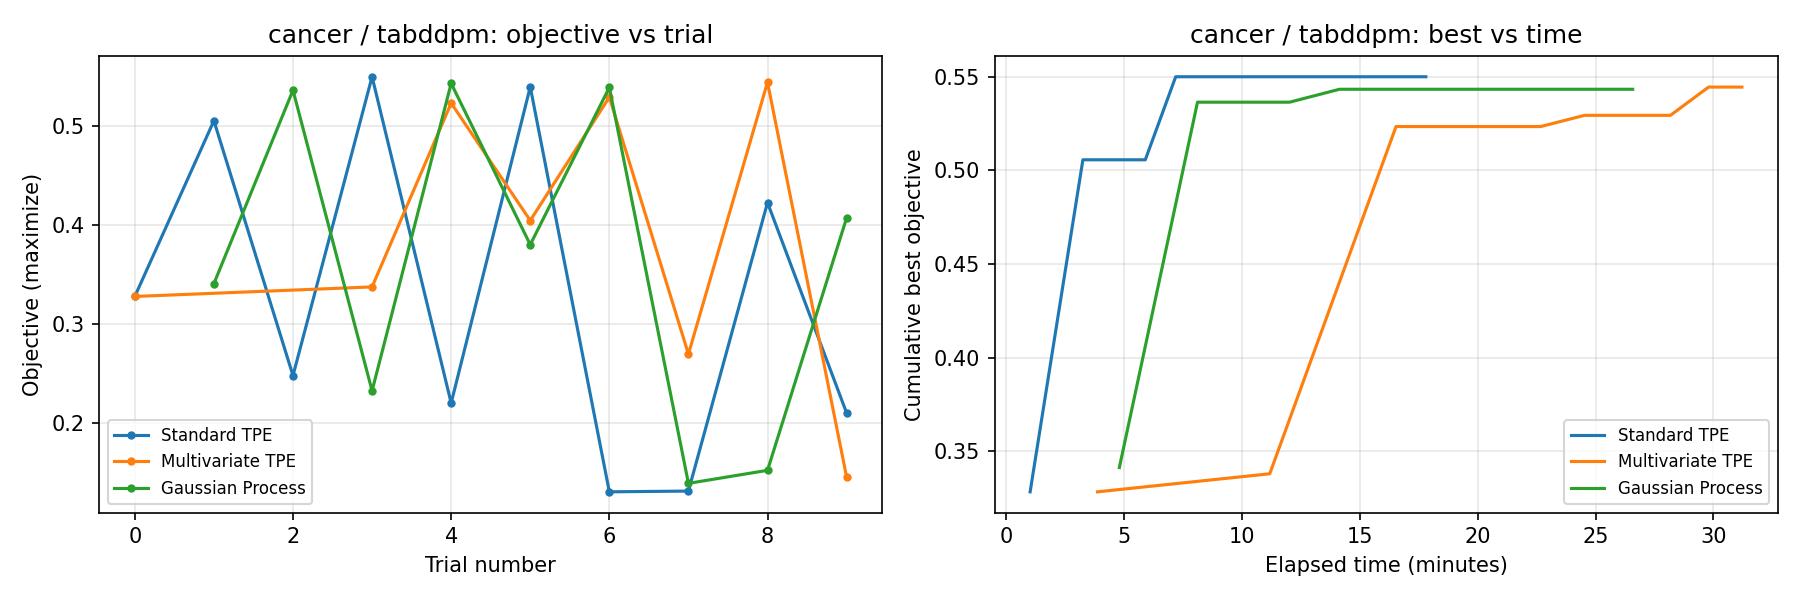 cancer / tabddpm: objective vs trial
Objective (maximize)
0.5
0.4
0.3
0.2
Standard TPE
Multivariate TPE
Gaussian Process
0 2 4 6 8
Trial number
cancer / tabddpm: best vs time
Cumulative best objective
0.55
0.50
0.45
0.40
0.35
Standard TPE
Multivariate TPE
Gaussian Process
0 5 10 15 20 25 30
Elapsed time (minutes)